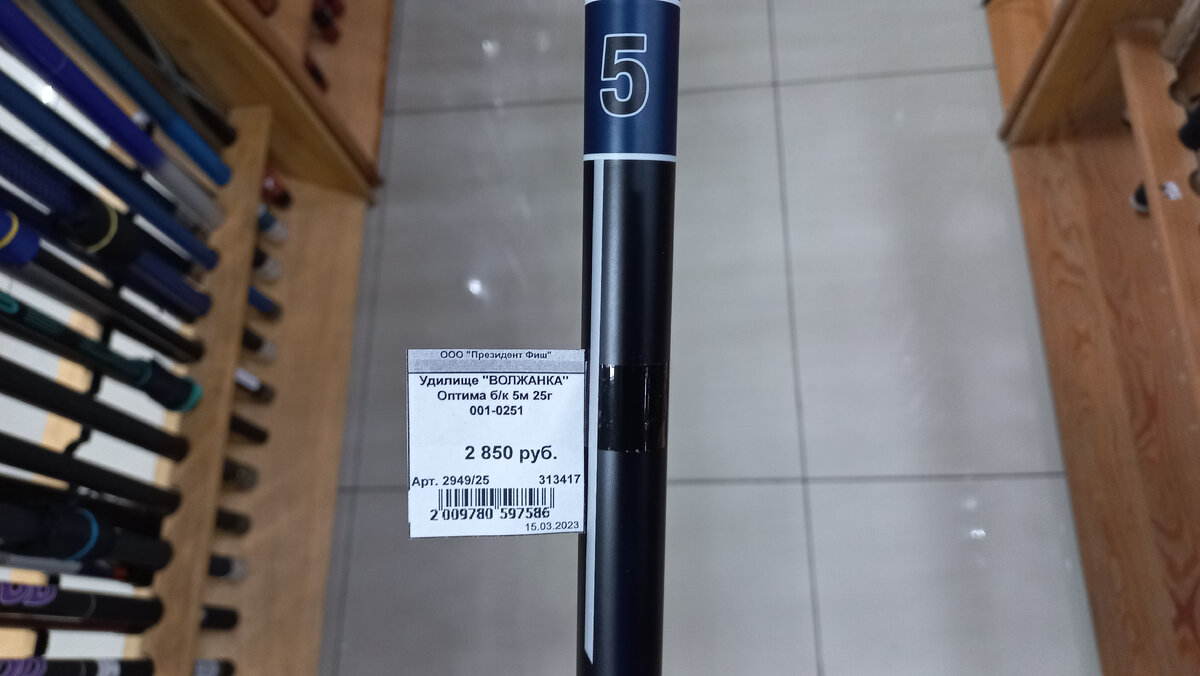 5
ООО "Президент Фиш"
Удилище "ВОЛЖАНКА"
Оптима б/к 5м 25г
001-0251
2 850 руб.
Арт. 2949/25 313417
2 009780 597586
15.03.2023